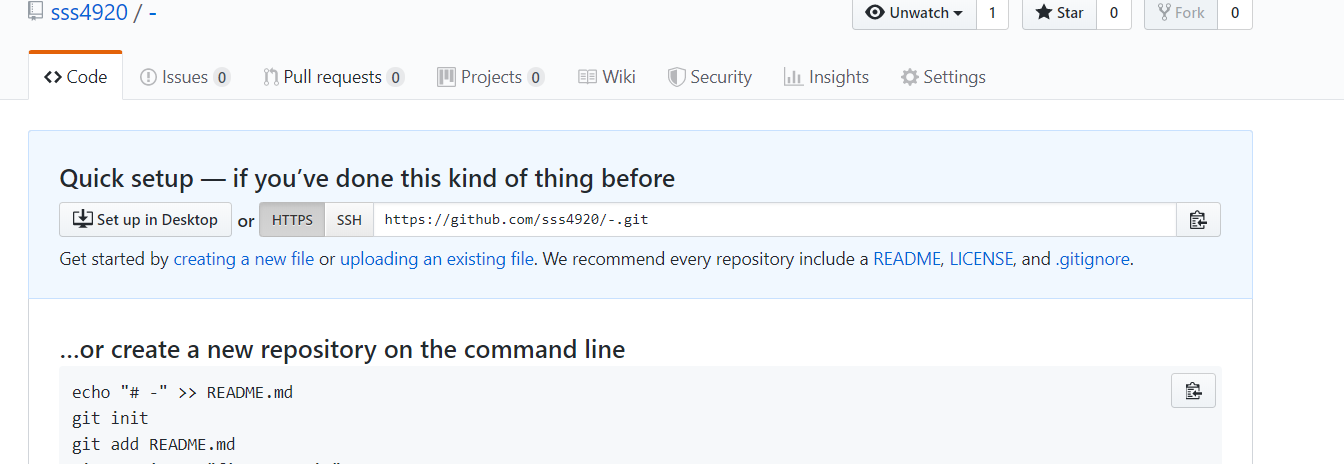 sss4920 / -
Unwatch 1 Star 0 Fork 0
Code Issues 0 Pull requests 0 Projects 0 Wiki Security Insights Settings
Quick setup — if you’ve done this kind of thing before
Set up in Desktop or HTTPS SSH https://github.com/sss4920/-.git
Get started by creating a new file or uploading an existing file. We recommend every repository include a README, LICENSE, and .gitignore.
…or create a new repository on the command line
echo "# -" >> README.md
git init
git add README.md